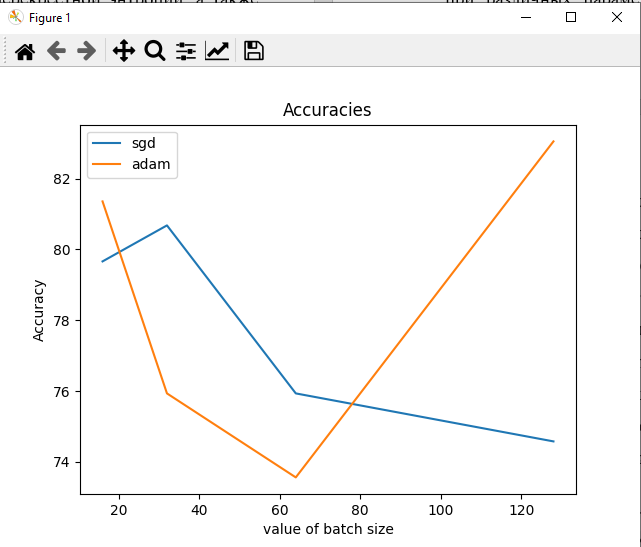 Figure 1
Accuracies
sgd
adam
82
80
78
76
74
Accuracy
20 40 60 80 100 120
value of batch size